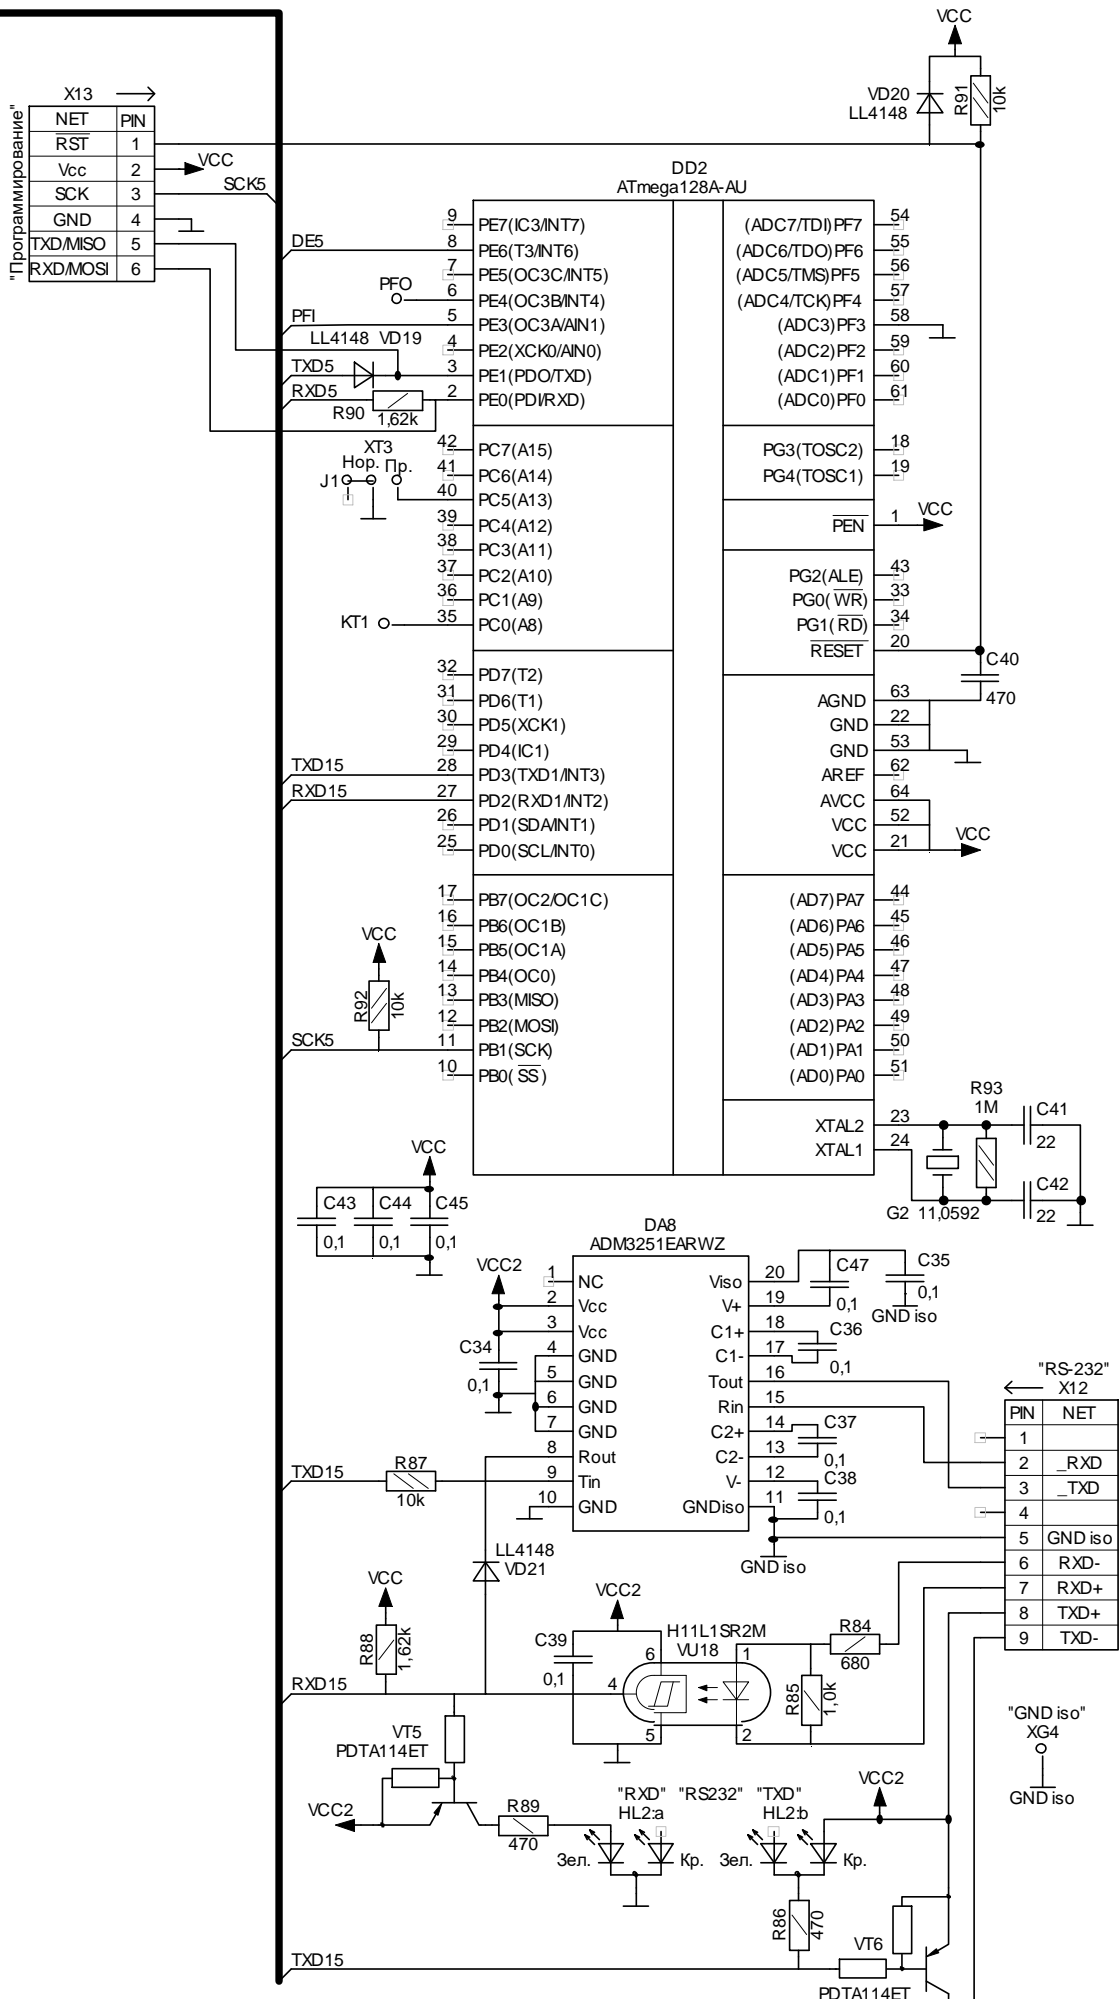 VCC
VD20
LL4148
R91
10k
X13
"Программирование"
NET PIN
RST 1
Vcc 2
SCK 3
GND 4
TXD/MISO 5
RXD/MOSI 6
VCC
SCK5
DD2
ATmega128A-AU
9 PE7(IC3/INT7)
DE5 8 PE6(T3/INT6)
7 PE5(OC3C/INT5)
PFO 6 PE4(OC3B/INT4)
PFI 5 PE3(OC3A/AIN1)
LL4148 VD19
4 PE2(XCK0/AIN0)
TXD5 3 PE1(PDO/TXD)
RXD5 2 PE0(PDI/RXD)
R90 1,62k
42 PC7(A15)
XT3
Нор. Пр.
J1
41 PC6(A14)
40 PC5(A13)
39 PC4(A12)
38 PC3(A11)
37 PC2(A10)
36 PC1(A9)
KT1 35 PC0(A8)
32 PD7(T2)
31 PD6(T1)
30 PD5(XCK1)
29 PD4(IC1)
TXD15 28 PD3(TXD1/INT3)
RXD15 27 PD2(RXD1/INT2)
26 PD1(SDA/INT1)
25 PD0(SCL/INT0)
17 PB7(OC2/OC1C)
16 PB6(OC1B)
15 PB5(OC1A)
14 PB4(OC0)
13 PB3(MISO)
12 PB2(MOSI)
SCK5 11 PB1(SCK)
10 PB0(SS)
VCC
R92
10k
(ADC7/TDI)PF7 54
(ADC6/TDO)PF6 55
(ADC5/TMS)PF5 56
(ADC4/TCK)PF4 57
(ADC3)PF3 58
(ADC2)PF2 59
(ADC1)PF1 60
(ADC0)PF0 61
PG3(TOSC2) 18
PG4(TOSC1) 19
PEN 1 VCC
PG2(ALE) 43
PG0(WR) 33
PG1(RD) 34
RESET 20
C40
470
AGND 63
GND 22
GND 53
AREF 62
AVCC 64
VCC 52
VCC 21 VCC
(AD7)PA7 44
(AD6)PA6 45
(AD5)PA5 46
(AD4)PA4 47
(AD3)PA3 48
(AD2)PA2 49
(AD1)PA1 50
(AD0)PA0 51
XTAL2 23
XTAL1 24
R93
1M
C41
22
C42
22
G2 11,0592
VCC
C43 C44 C45
0,1 0,1 0,1
DA8
ADM3251EARWZ
VCC2
C34
0,1
1 NC
2 Vcc
3 Vcc
4 GND
5 GND
6 GND
7 GND
8 Rout
9 Tin
10 GND
Viso 20
V+ 19
C1+ 18
C1- 17
Tout 16
Rin 15
C2+ 14
C2- 13
V- 12
GNDiso 11
C47
0,1
C35
0,1
GND iso
C36
0,1
C37
0,1
C38
0,1
GND iso
TXD15 R87
10k
"RS-232"
X12
PIN NET
1
2 _RXD
3 _TXD
4
5 GND iso
6 RXD-
7 RXD+
8 TXD+
9 TXD-
LL4148
VD21
VCC
R88
1,62k
RXD15
VCC2
C39
0,1
H11L1SR2M
VU18
6 1
4
5 2
R84
680
R85
1,0k
"GND iso"
XG4
GND iso
VT5
PDTA114ET
VCC2
R89
470
"RXD" "RS232" "TXD"
HL2:a HL2:b
VCC2
Зел. Кр. Зел. Кр.
R86
470
TXD15
VT6
PDTA114ET